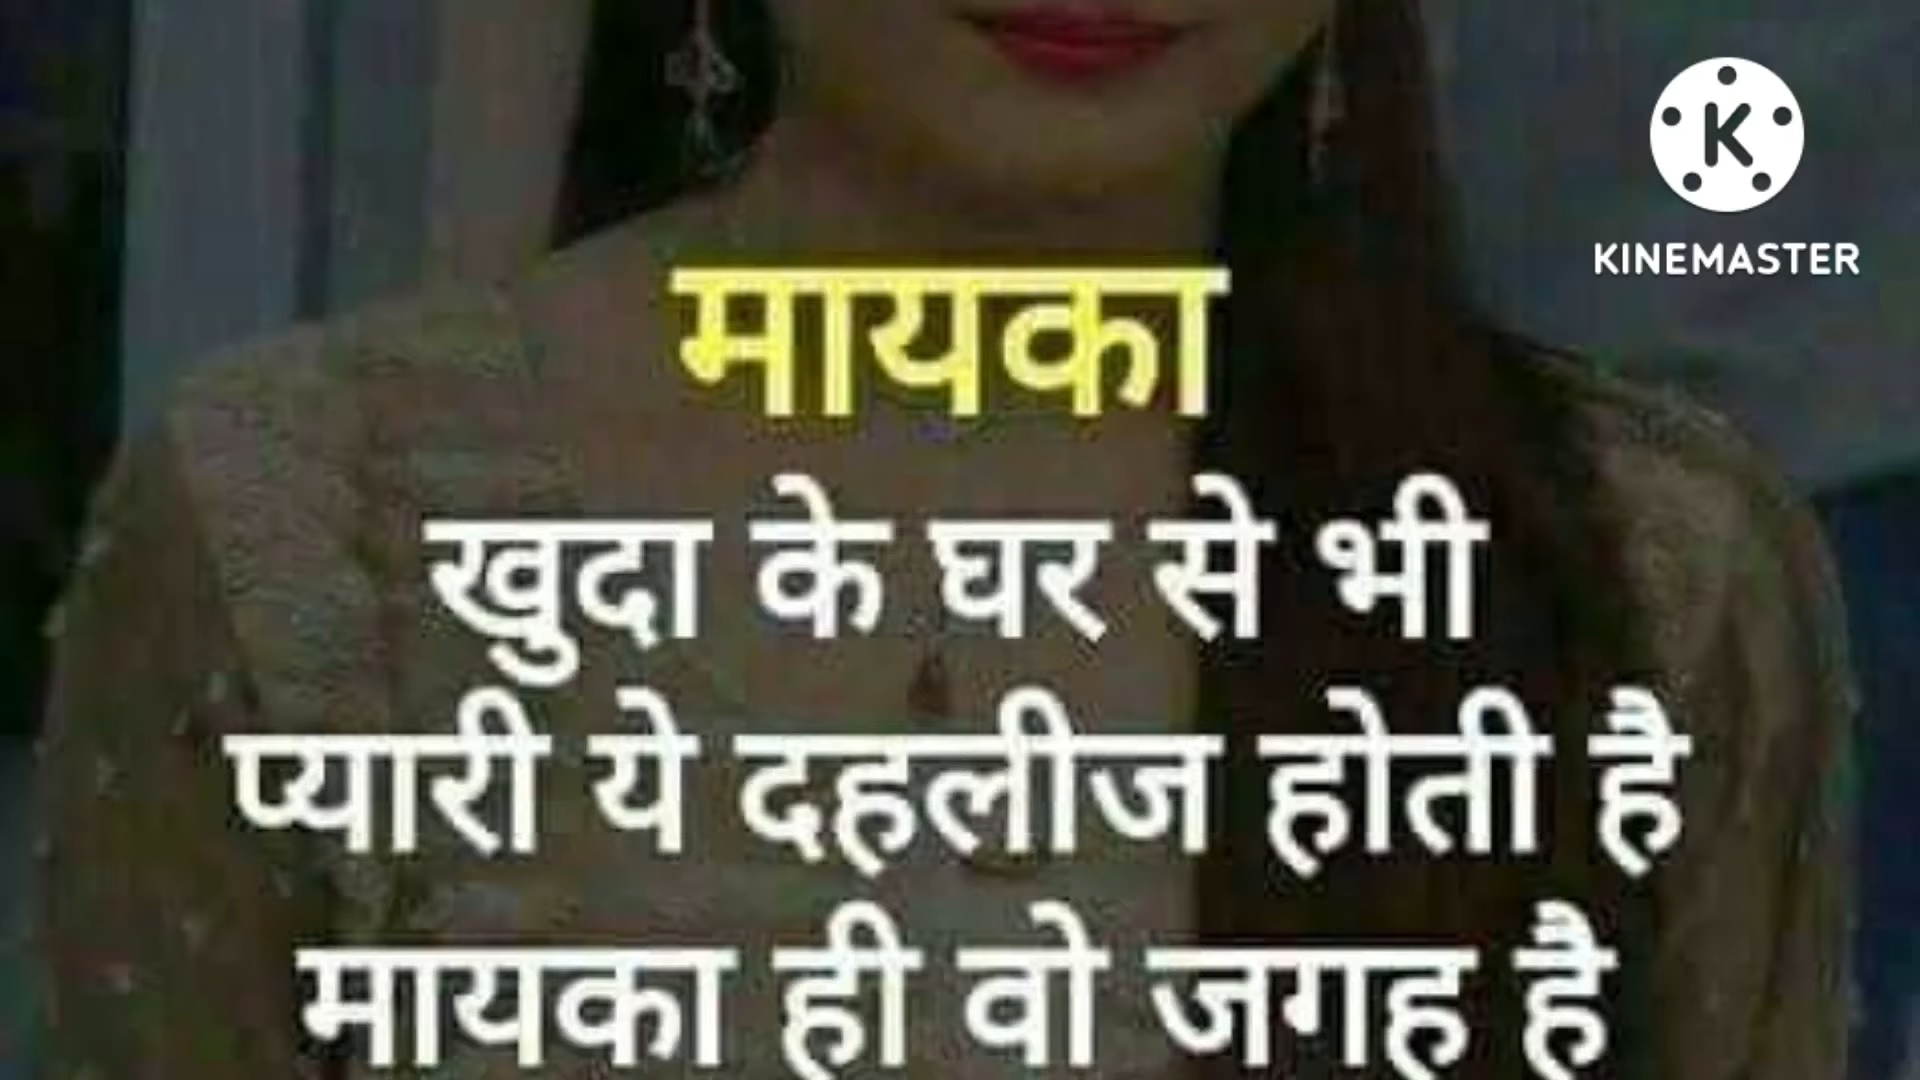 KINEMASTER
मायका
खुदा के घर से भी
प्यारी ये दहलीज होती है
मायका ही वो जगह है